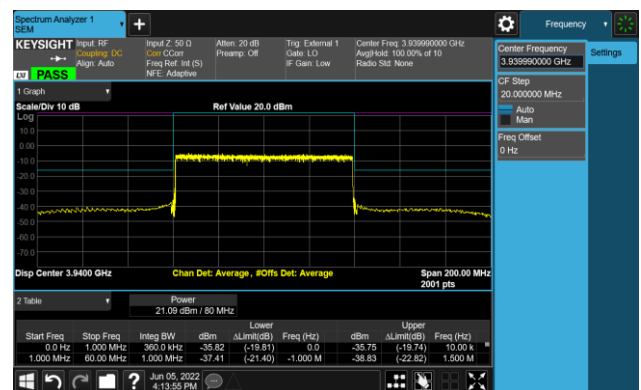 Spectrum Analyzer 1
SEM
+
Frequency
KEYSIGHT
Input: RF
Coupling: DC
Align: Auto
Input Z: 50 Ω
Corr CCorr
Freq Ref: Int (S)
NFE: Adaptive
Atten: 20 dB
Preamp: Off
Trig: External 1
Gate: LO
IF Gain: Low
Center Freq: 3.939990000 GHz
Avg|Hold: 100.00% of 10
Radio Std: None
LXI
PASS
Center Frequency
3.939990000 GHz
Settings
CF Step
20.000000 MHz
Auto
Man
Freq Offset
0 Hz
1 Graph
Scale/Div 10 dB
Ref Value 20.0 dBm
Log
10.0
0.00
-10.0
-20.0
-30.0
-40.0
-50.0
-60.0
-70.0
Disp Center 3.9400 GHz
Chan Det: Average, #Offs Det: Average
Span 200.00 MHz
2001 pts
2 Table
Power
21.09 dBm / 80 MHz
Lower Upper
Start Freq Stop Freq Integ BW dBm ΔLimit(dB) Freq (Hz) dBm ΔLimit(dB) Freq (Hz)
0.0 Hz 1.000 MHz 360.0 kHz -35.82 (-19.81) 0.0 -35.75 (-19.74) 10.00 k
1.000 MHz 60.00 MHz 1.000 MHz -37.41 (-21.40) -1.000 M -38.83 (-22.82) 1.500 M
?
Jun 05, 2022
4:13:55 PM